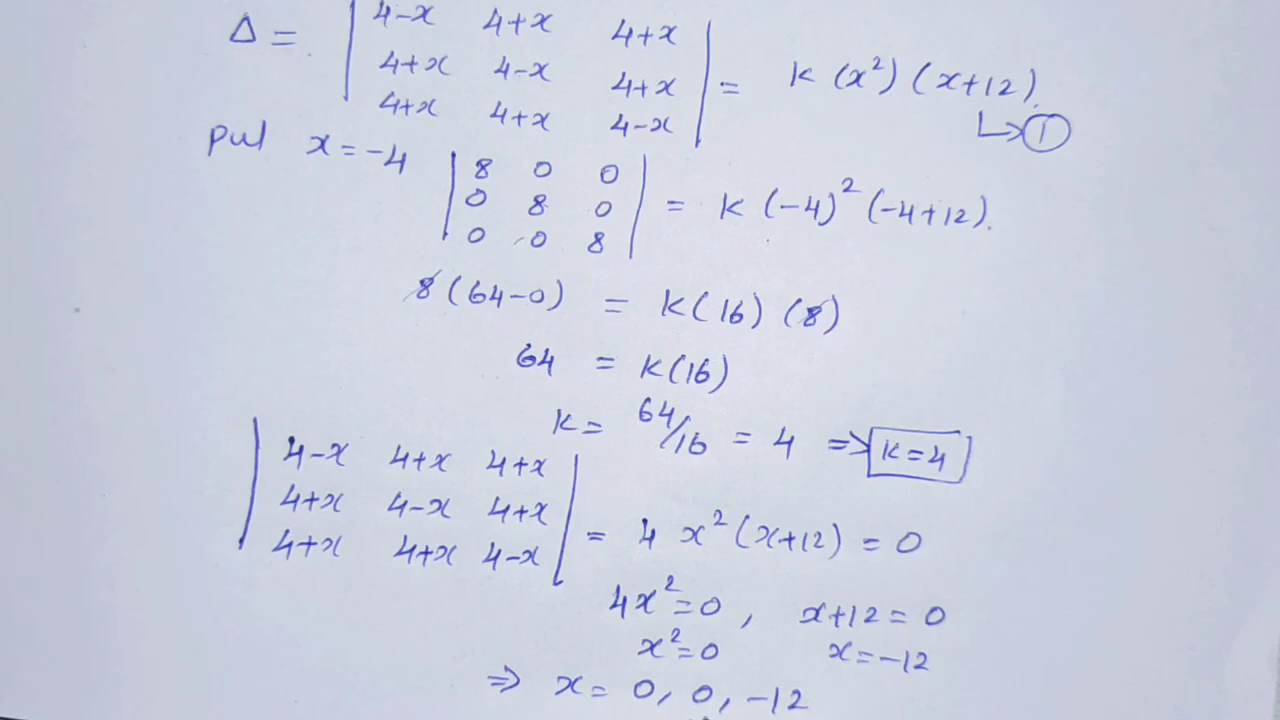 Δ = | 4-x 4+x 4+x |
| 4+x 4-x 4+x | = K (x²) (x+12)
| 4+x 4+x 4-x | ↳ ①
put x = -4 | 8 0 0 |
| 0 8 0 | = K (-4)² (-4+12).
| 0 0 8 |
8 (64-0) = K(16) (8)
64 = K(16)
K = 64/16 = 4 ⇒ K=4
| 4-x 4+x 4+x |
| 4+x 4-x 4+x | = 4 x² (x+12) = 0
| 4+x 4+x 4-x |
4x² = 0 , x+12 = 0
x² = 0 x = -12
⇒ x = 0, 0, -12